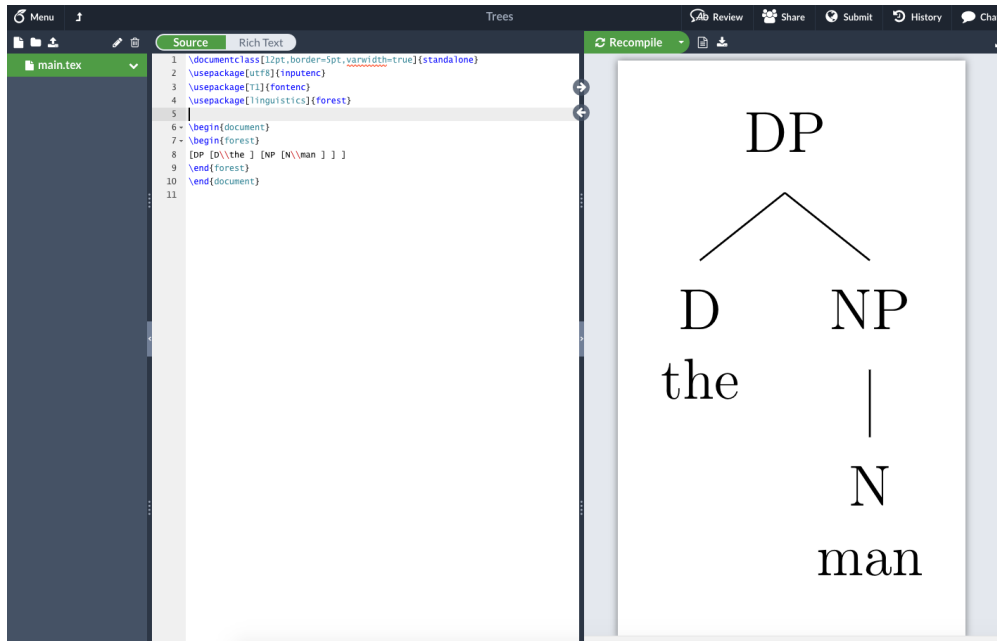 Menu Trees Review Share Submit History Cha
Source Rich Text Recompile
main.tex
1 \documentclass[12pt,border=5pt,varwidth=true]{standalone}
2 \usepackage[utf8]{inputenc}
3 \usepackage[T1]{fontenc}
4 \usepackage[linguistics]{forest}
5
6 \begin{document}
7 \begin{forest}
8 [DP [D\\the ] [NP [N\\man ] ] ]
9 \end{forest}
10 \end{document}
11
DP
D NP
the
N
man